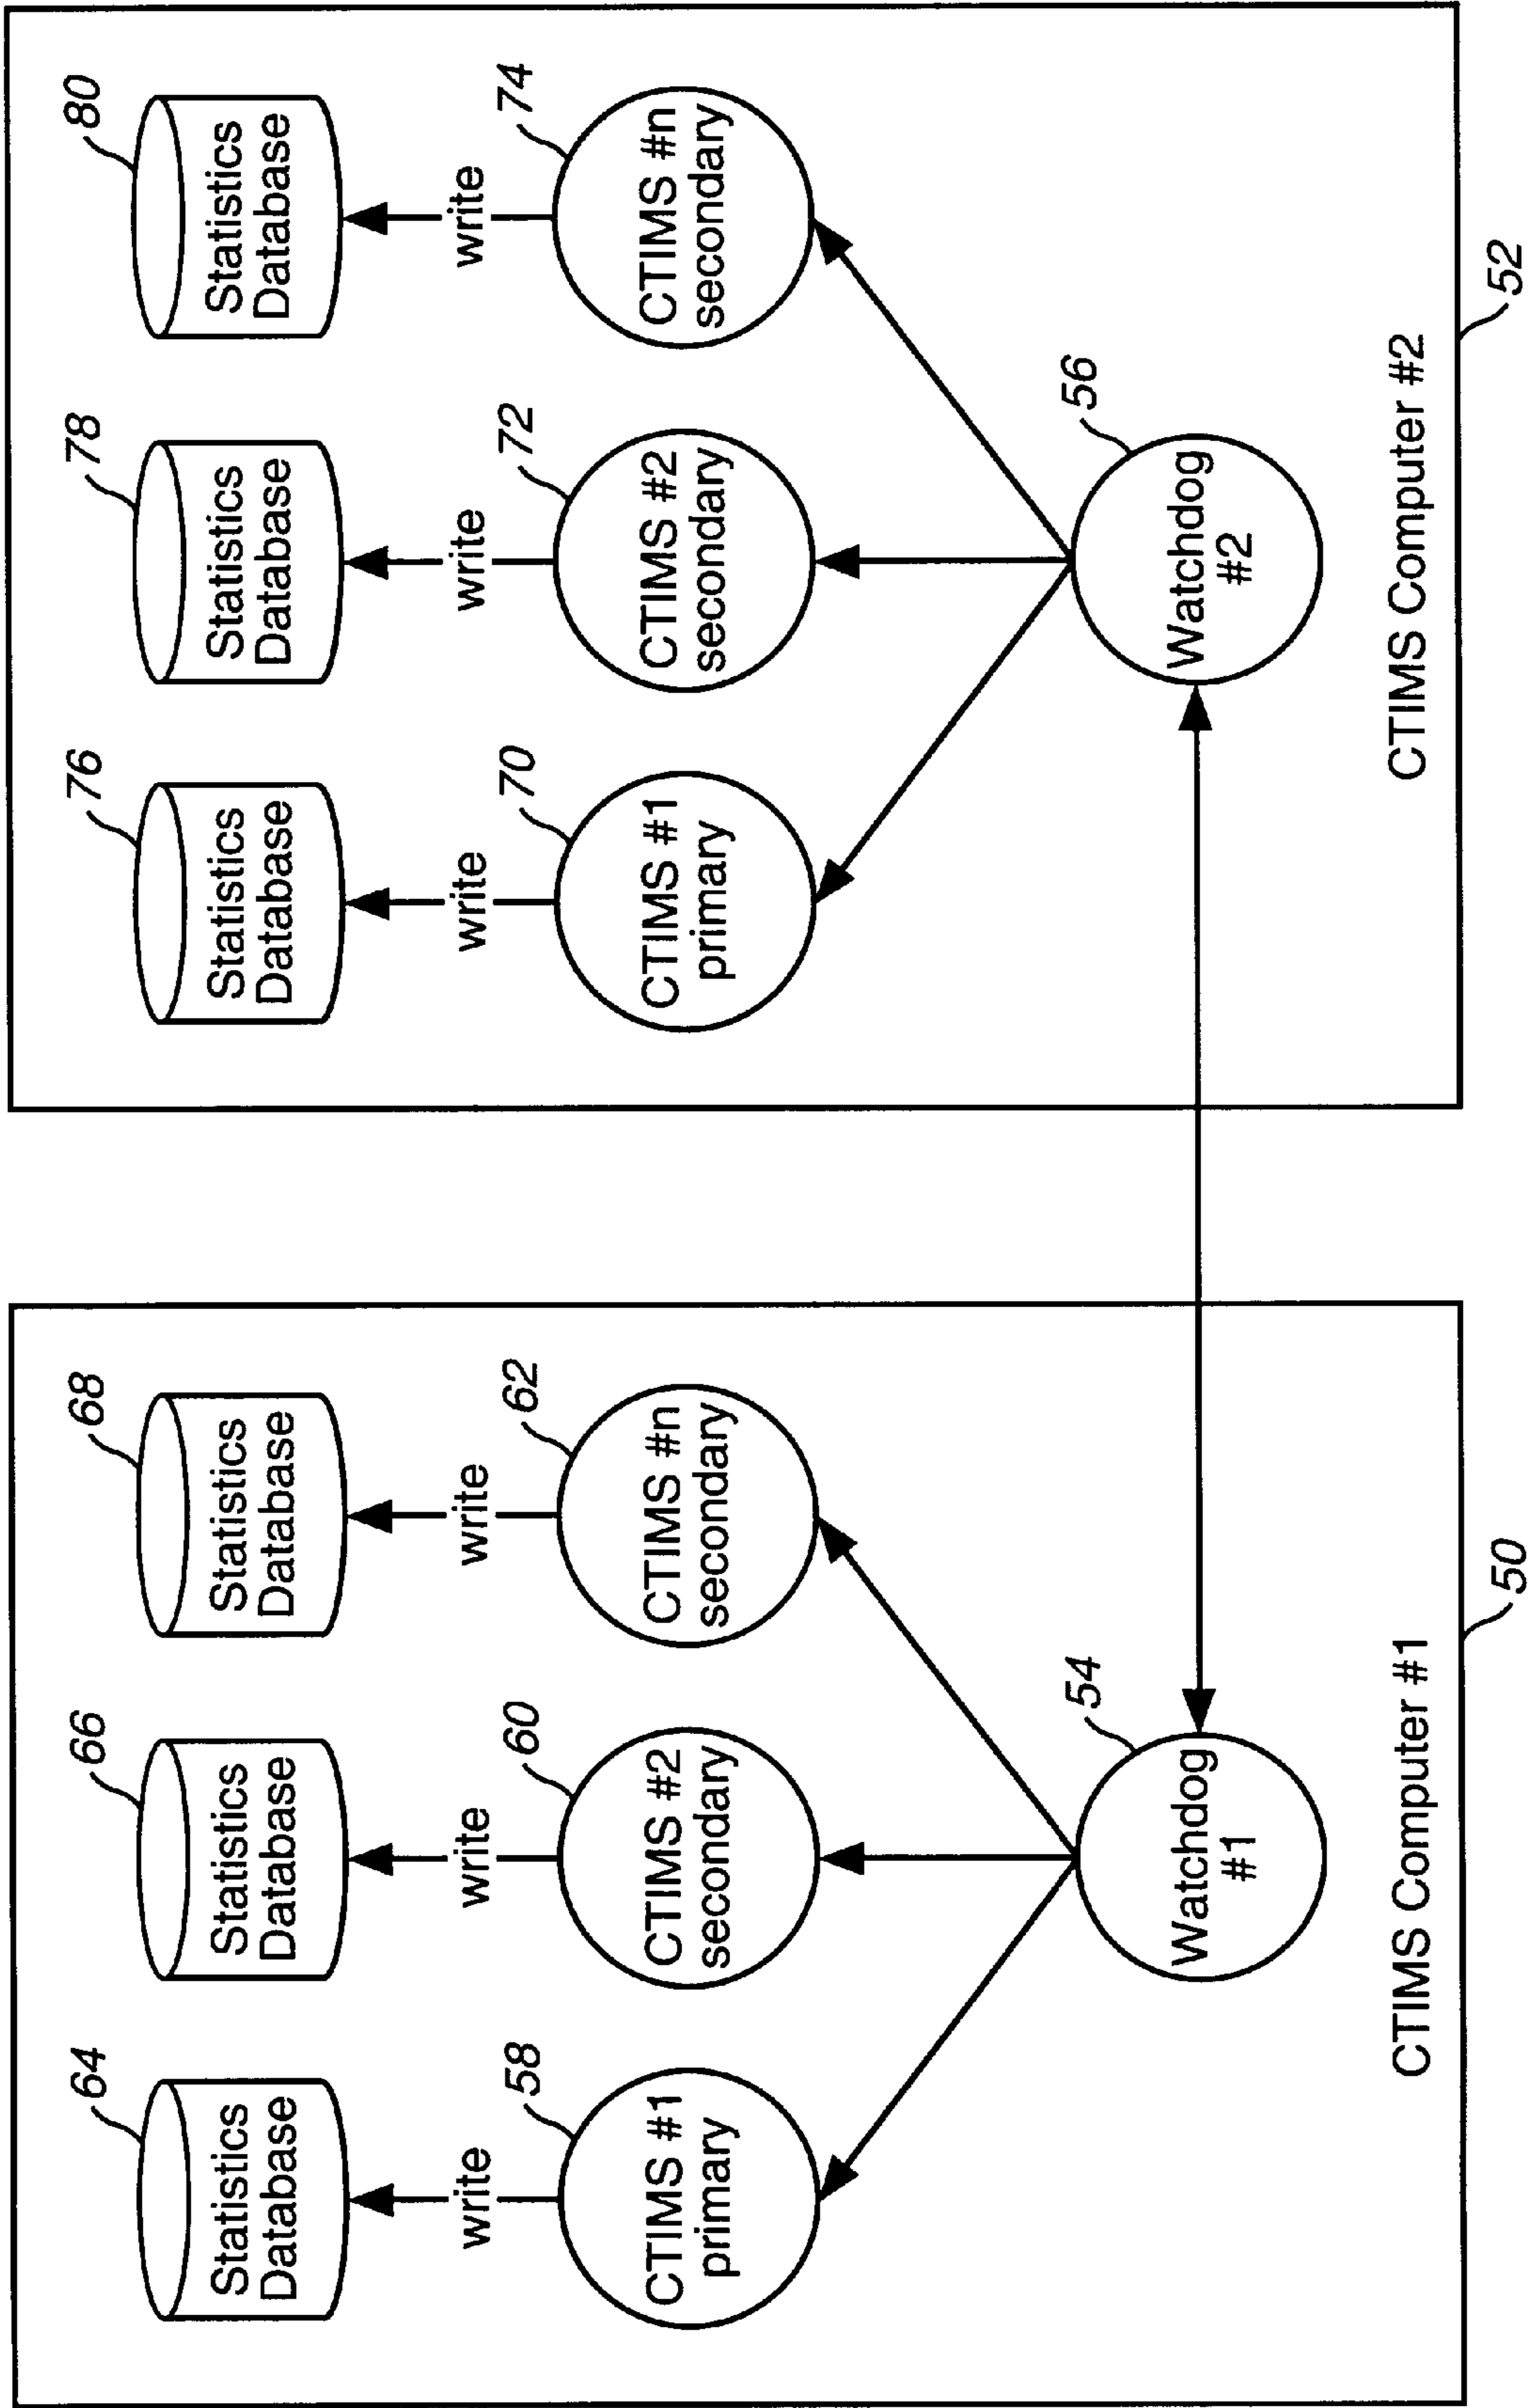 64
66
68
76
78
80
Statistics
Database
Statistics
Database
Statistics
Database
Statistics
Database
Statistics
Database
Statistics
Database
write
write
write
write
write
write
58
60
62
70
72
74
CTIMS #1
primary
CTIMS #2
secondary
CTIMS #n
secondary
CTIMS #1
primary
CTIMS #2
secondary
CTIMS #n
secondary
54
56
Watchdog
#1
Watchdog
#2
CTIMS Computer #1
CTIMS Computer #2
50
52